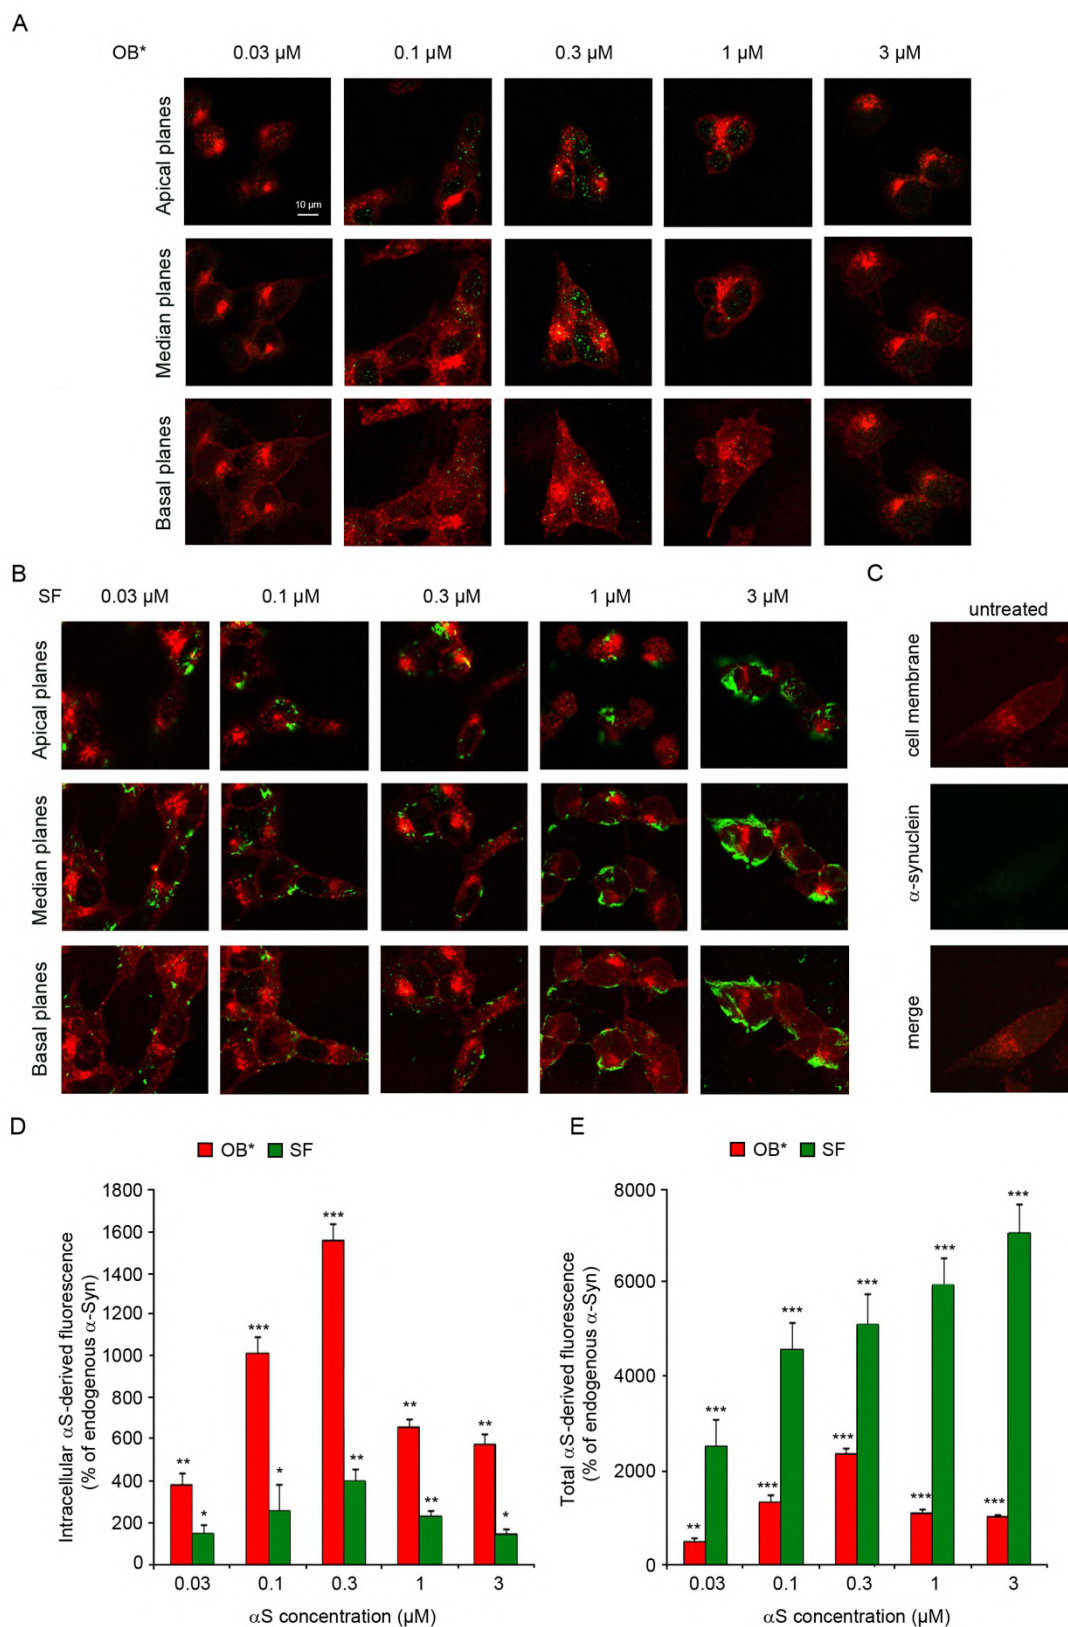 A
OB* 0.03 µM 0.1 µM 0.3 µM 1 µM 3 µM
Apical planes
10 µm
Median planes
Basal planes
B
SF 0.03 µM 0.1 µM 0.3 µM 1 µM 3 µM
Apical planes
Median planes
Basal planes
C
untreated
cell membrane
α-synuclein
merge
D
OB* SF
Intracellular αS-derived fluorescence
(% of endogenous α-Syn)
1800
1600
1400
1200
1000
800
600
400
200
0
** * *** * *** ** ** ** ** *
0.03 0.1 0.3 1 3
αS concentration (µM)
E
OB* SF
Total αS-derived fluorescence
(% of endogenous α-Syn)
8000
6000
4000
2000
0
** *** *** *** *** *** *** *** *** ***
0.03 0.1 0.3 1 3
αS concentration (µM)